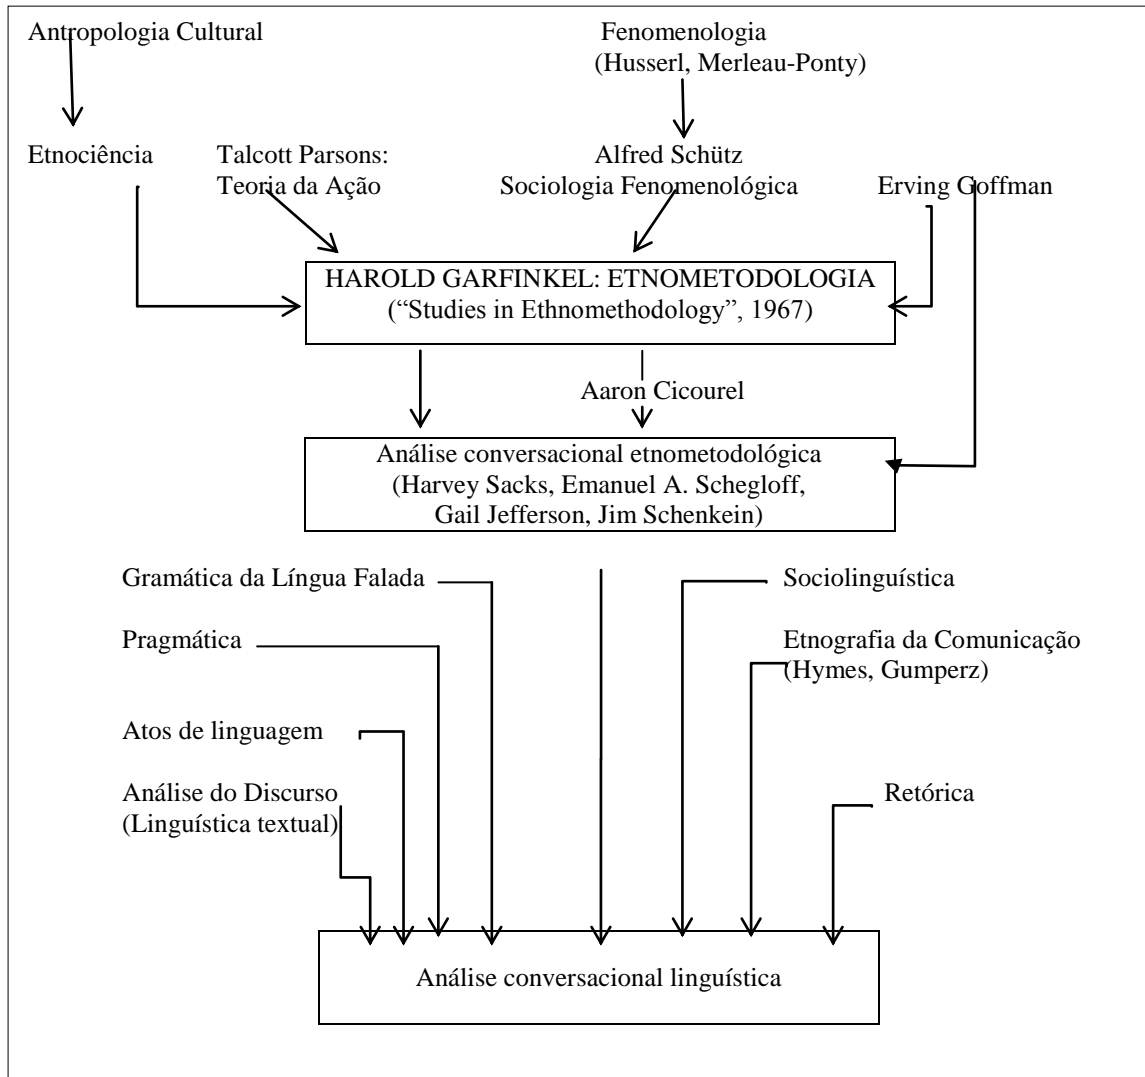 Antropologia Cultural
Fenomenologia
(Husserl, Merleau-Ponty)
Etnociência
Talcott Parsons:
Teoria da Ação
Alfred Schütz
Sociologia Fenomenológica
Erving Goffman
HAROLD GARFINKEL: ETNOMETODOLOGIA
(“Studies in Ethnomethodology”, 1967)
Aaron Cicourel
Análise conversacional etnometodológica
(Harvey Sacks, Emanuel A. Schegloff,
Gail Jefferson, Jim Schenkein)
Gramática da Língua Falada
Sociolinguística
Pragmática
Etnografia da Comunicação
(Hymes, Gumperz)
Atos de linguagem
Análise do Discurso
(Linguística textual)
Retórica
Análise conversacional linguística